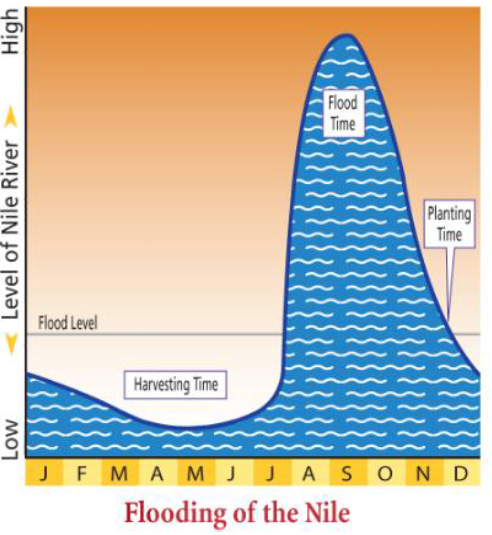 High
Level of Nile River
Low
Flood
Time
Planting
Time
Flood Level
Harvesting Time
J F M A M J J A S O N D
Flooding of the Nile